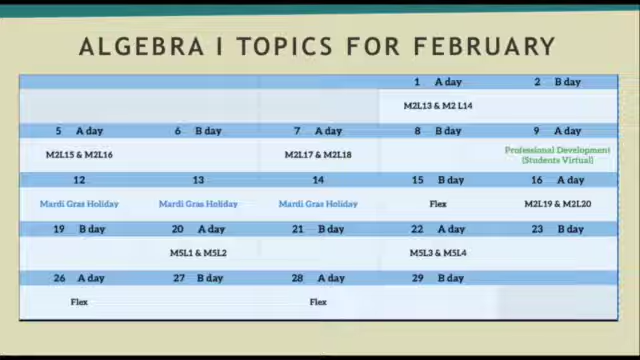 ALGEBRA I TOPICS FOR FEBRUARY
1 A day 2 B day
M2L13 & M2 L14
5 A day 6 B day 7 A day 8 B day 9 A day
M2L15 & M2L16 M2L17 & M2L18 Professional Development
(Students Virtual)
12 13 14 15 B day 16 A day
Mardi Gras Holiday Mardi Gras Holiday Mardi Gras Holiday Flex M2L19 & M2L20
19 B day 20 A day 21 B day 22 A day 23 B day
M5L1 & M5L2 M5L3 & M5L4
26 A day 27 B day 28 A day 29 B day
Flex Flex